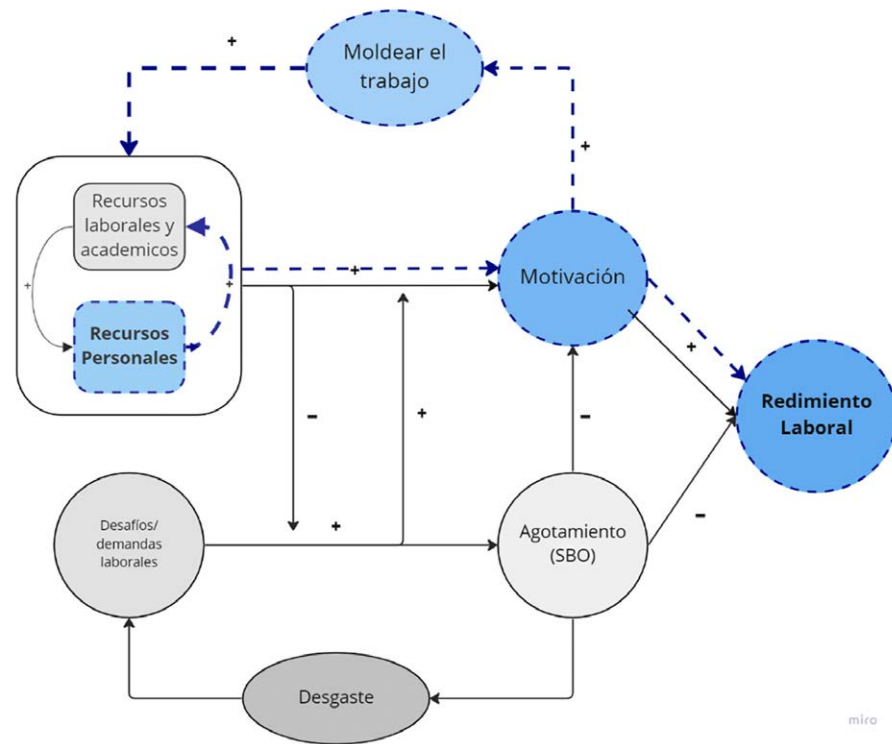 +
Moldear el
trabajo
+
Recursos
laborales y
academicos
+
+
Recursos
Personales
+
Motivación
+
-
+
-
Redimiento
Laboral
Desafíos/
demandas
laborales
+
Agotamiento
(SBO)
-
Desgaste
miro